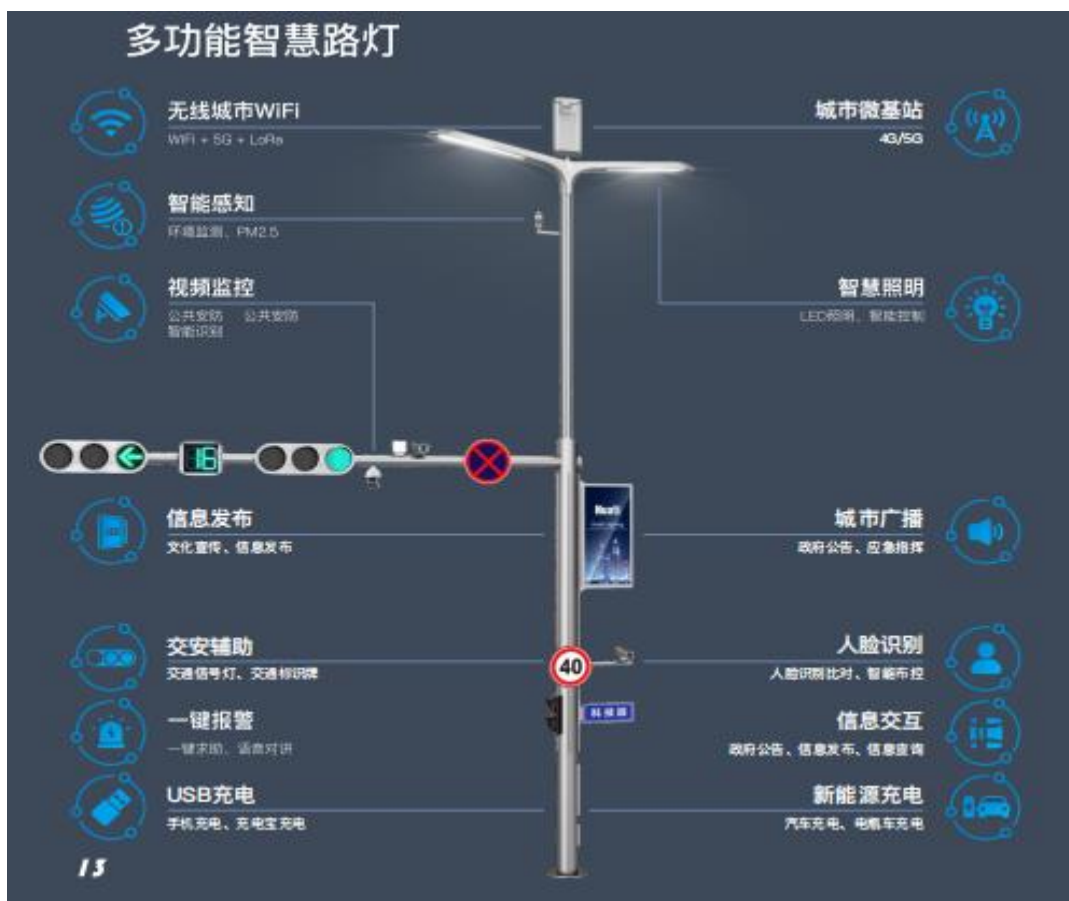 多功能智慧路灯
无线城市WiFi
WiFi + 5G + LoRa
城市微基站
4G/5G
智能感知
环境监测、PM2.5
视频监控
公共安防 公共安防
智能识别
智慧照明
LED照明、智能控制
16
信息发布
文化宣传、信息发布
城市广播
政府公告、应急指挥
交安辅助
交通信号灯、交通标识牌
40
人脸识别
人脸识别比对、智能布控
一键报警
一键求助、语音对讲
科技路
信息交互
政府公告、信息发布、信息查询
USB充电
手机充电、充电宝充电
新能源充电
汽车充电、电瓶车充电
13